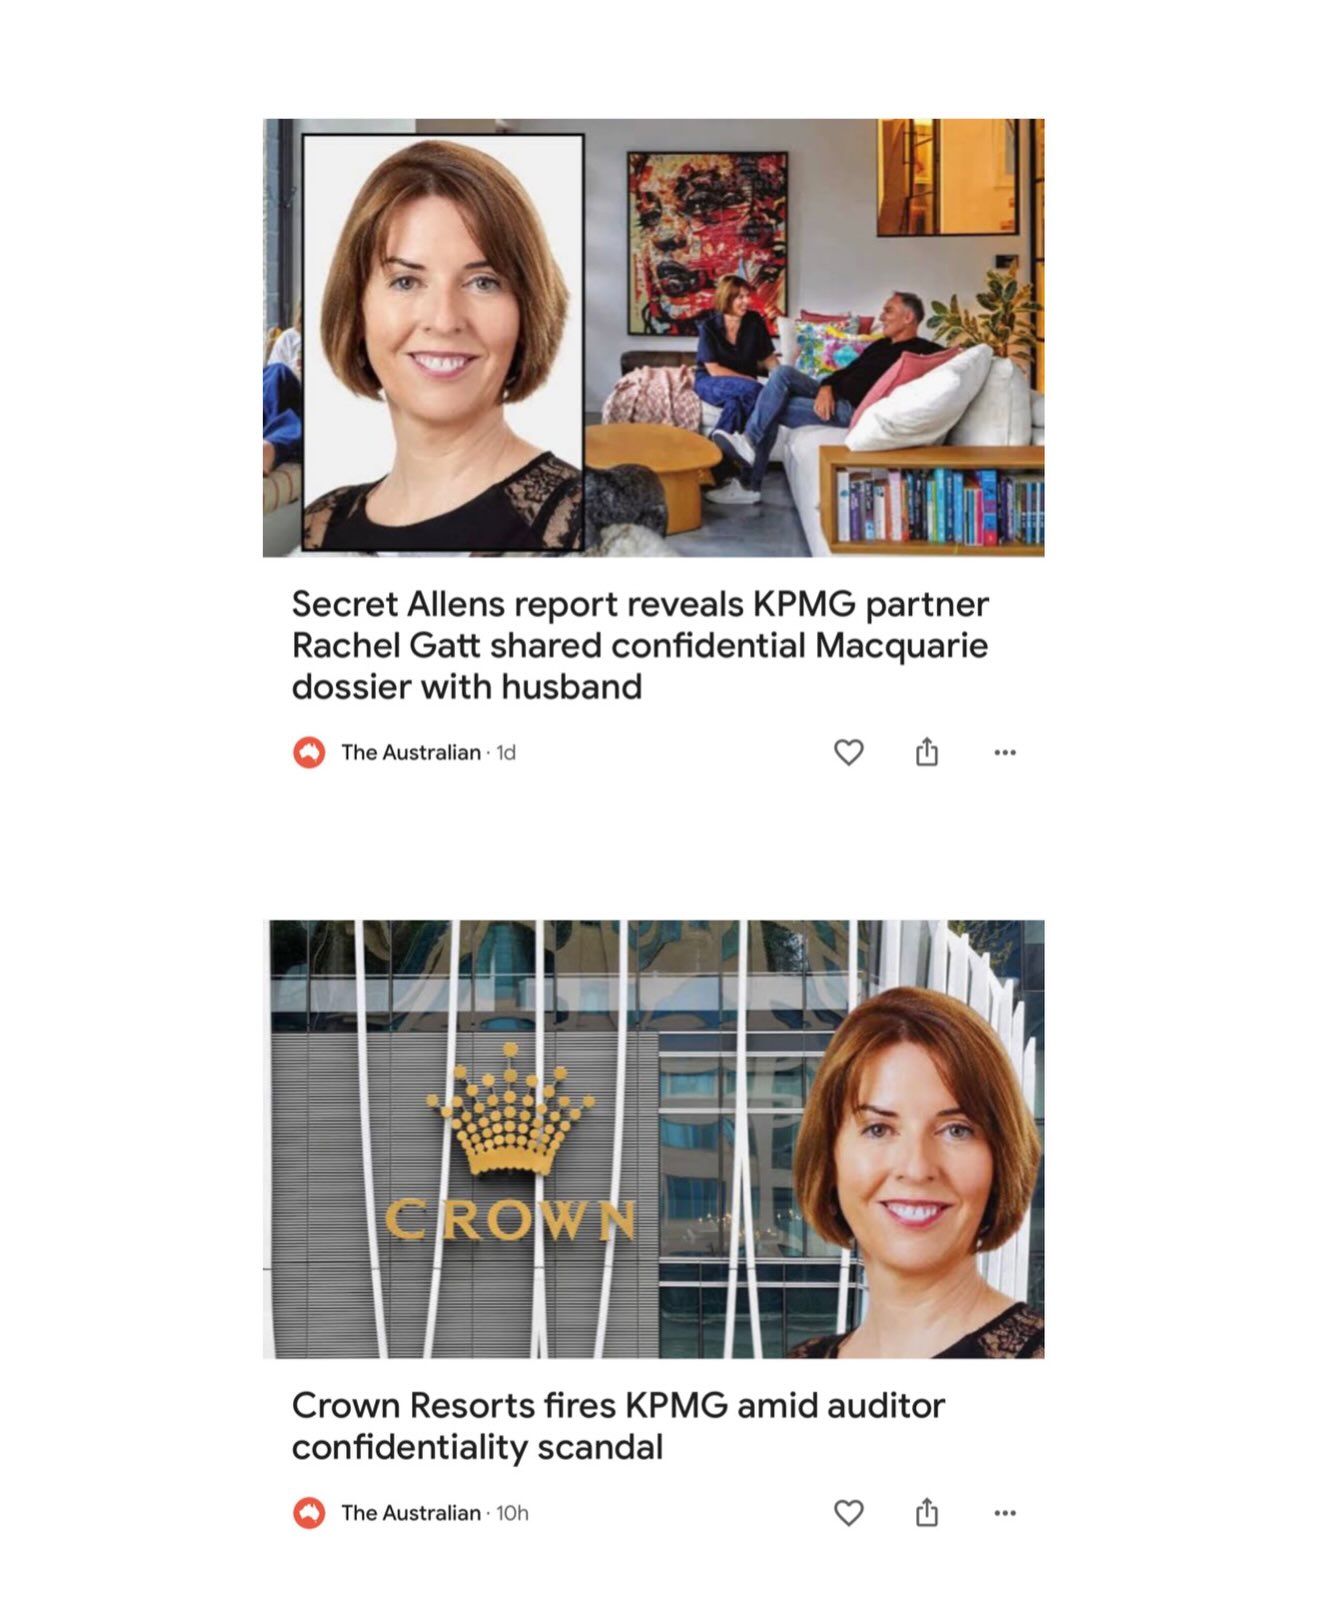 Secret Allens report reveals KPMG partner
Rachel Gatt shared confidential Macquarie
dossier with husband
The Australian · 1d
CROWN
Crown Resorts fires KPMG amid auditor
confidentiality scandal
The Australian · 10h